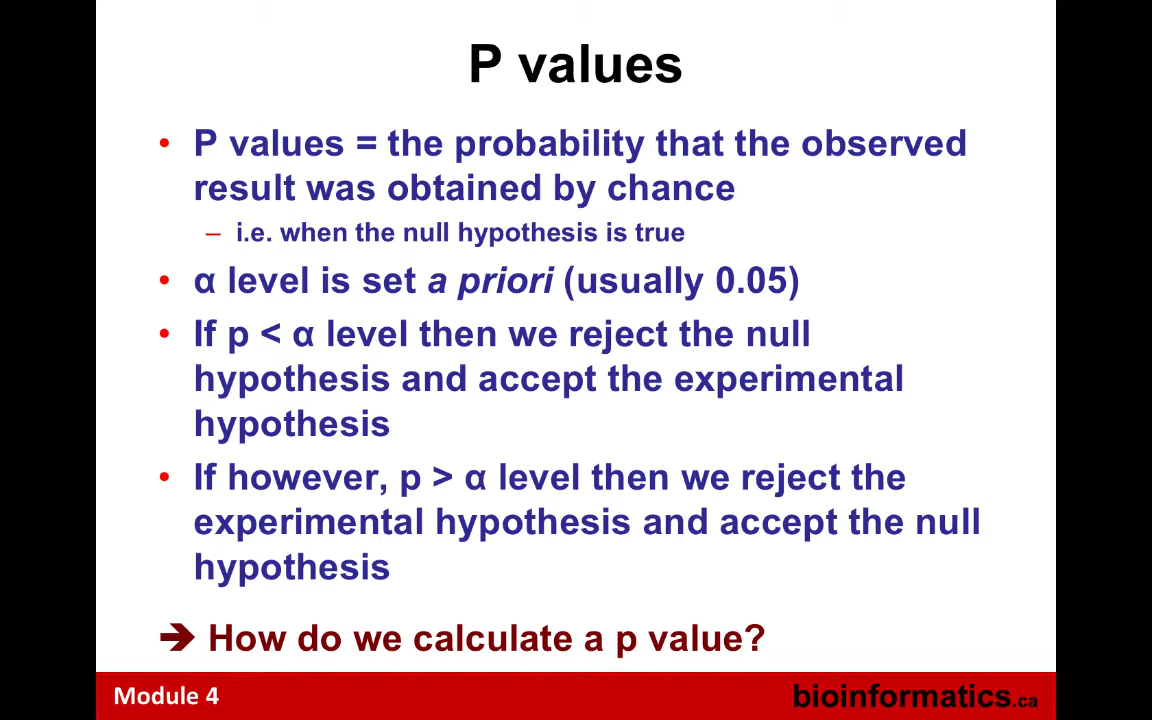 P values
• P values = the probability that the observed
result was obtained by chance
– i.e. when the null hypothesis is true
• α level is set a priori (usually 0.05)
• If p < α level then we reject the null
hypothesis and accept the experimental
hypothesis
• If however, p > α level then we reject the
experimental hypothesis and accept the null
hypothesis
➔ How do we calculate a p value?
Module 4
bioinformatics.ca